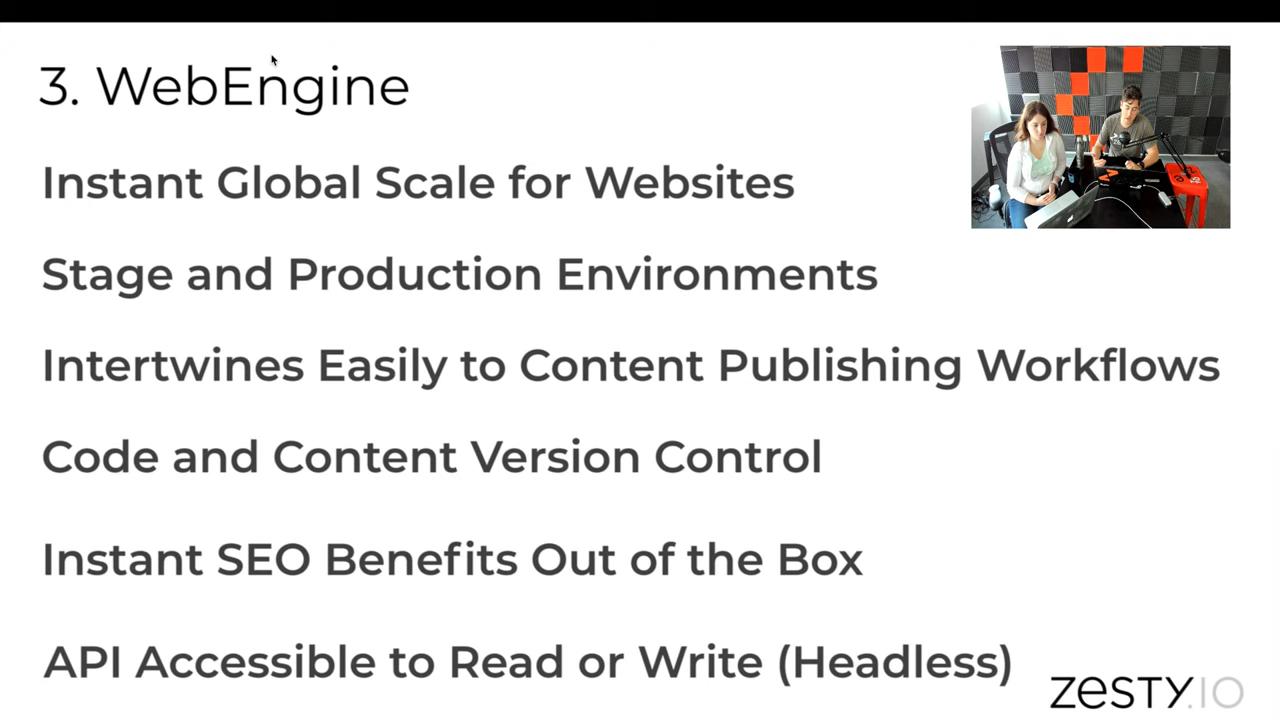 3. WebEngine
Instant Global Scale for Websites
Stage and Production Environments
Intertwines Easily to Content Publishing Workflows
Code and Content Version Control
Instant SEO Benefits Out of the Box
API Accessible to Read or Write (Headless)
ZESTY.IO